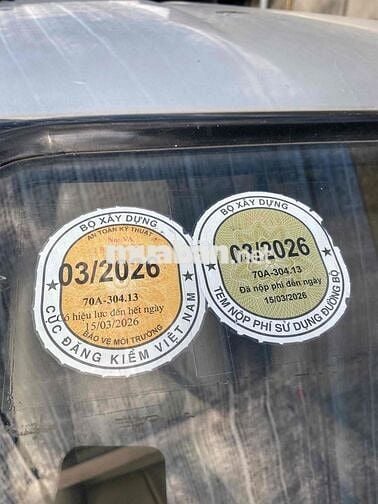 BỘ XÂY DỰNG
AN TOÀN KỸ THUẬT
03/2026
70A-304.13
Có hiệu lực đến hết ngày
15/03/2026
BẢO VỆ MÔI TRƯỜNG
CỤC ĐĂNG KIỂM VIỆT NAM
BỘ XÂY DỰNG
03/2026
70A-304.13
Đã nộp phí đến ngày
15/03/2026
TEM NỘP PHÍ SỬ DỤNG ĐƯỜNG BỘ